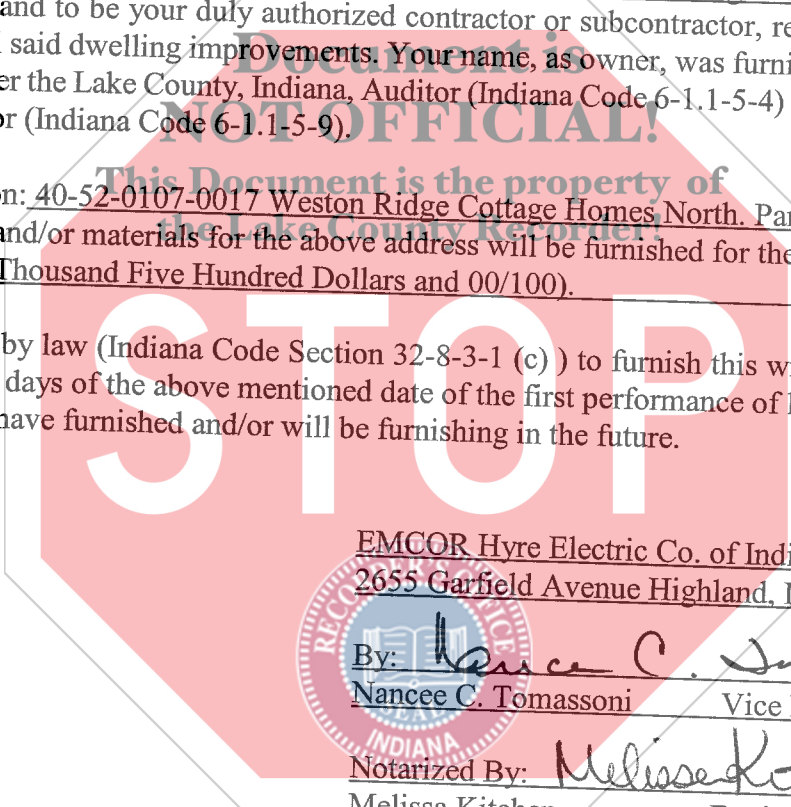 and to be your duly authorized contractor or subcontractor, re
said dwelling improvements. Your name, as owner, was furni
er the Lake County, Indiana, Auditor (Indiana Code 6-1.1-5-4)
or (Indiana Code 6-1.1-5-9).
Document is
NOT OFFICIAL!
This Document is the property of
the Lake County Recorder!
n: 40-52-0107-0017 Weston Ridge Cottage Homes North. Par
and/or materials for the above address will be furnished for the
Thousand Five Hundred Dollars and 00/100).
STOP
by law (Indiana Code Section 32-8-3-1 (c) ) to furnish this w
days of the above mentioned date of the first performance of
have furnished and/or will be furnishing in the future.
EMCOR Hyre Electric Co. of Indi
2655 Garfield Avenue Highland, I
RECORDER'S OFFICE
SEAL
INDIANA
By: Nancee C.
Nancee C. Tomassoni Vice
Notarized By: Melissa
Melissa